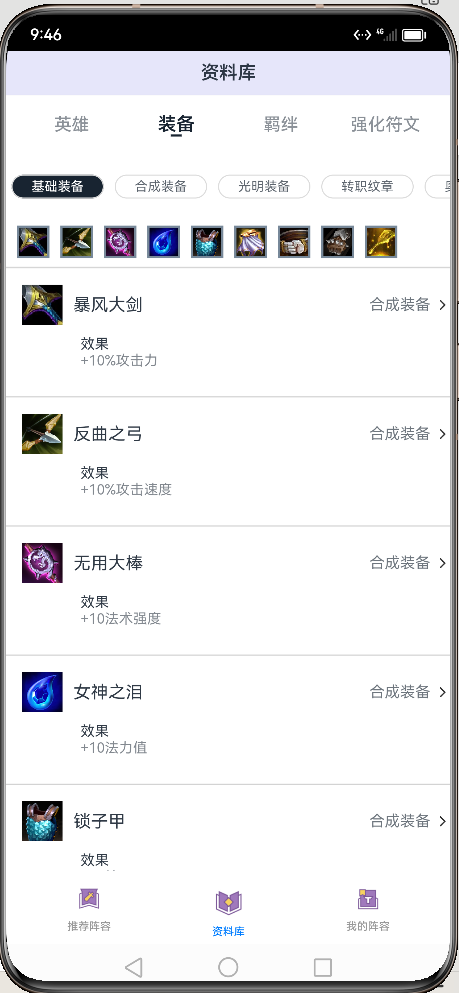 9:46
4G
资料库
英雄
装备
羁绊
强化符文
基础装备
合成装备
光明装备
转职纹章
暴风大剑
合成装备
效果
+10%攻击力
反曲之弓
合成装备
效果
+10%攻击速度
无用大棒
合成装备
效果
+10法术强度
女神之泪
合成装备
效果
+10法力值
锁子甲
合成装备
效果
推荐阵容
资料库
我的阵容